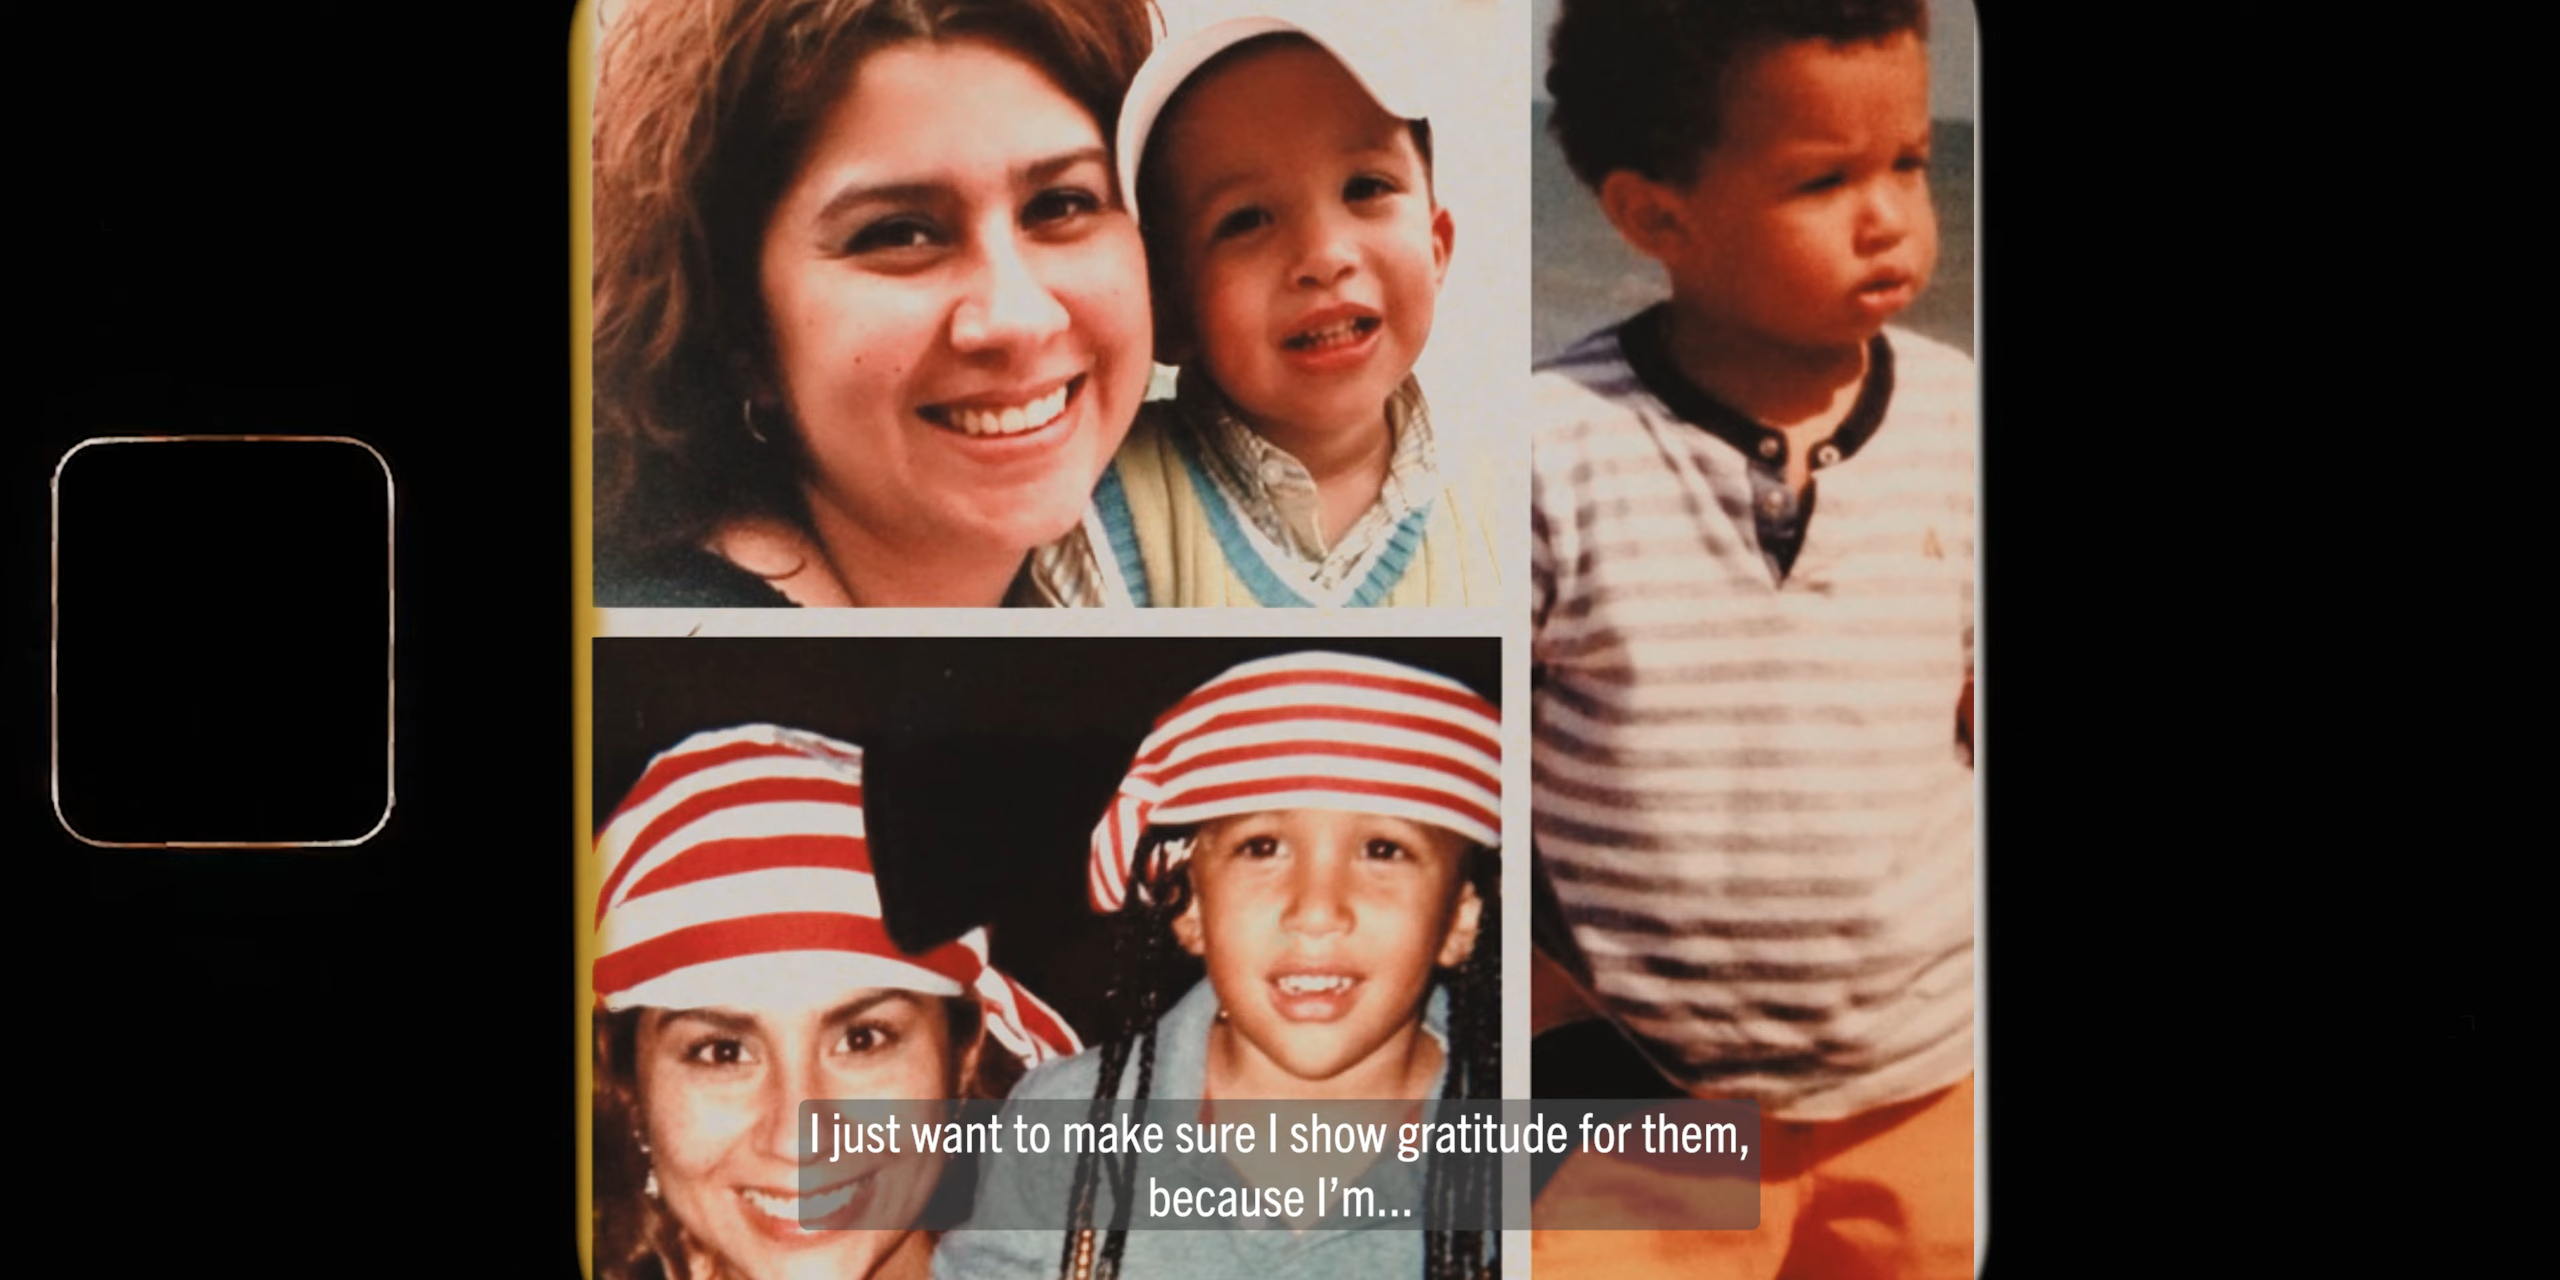 I just want to make sure I show gratitude for them,
because I’m...